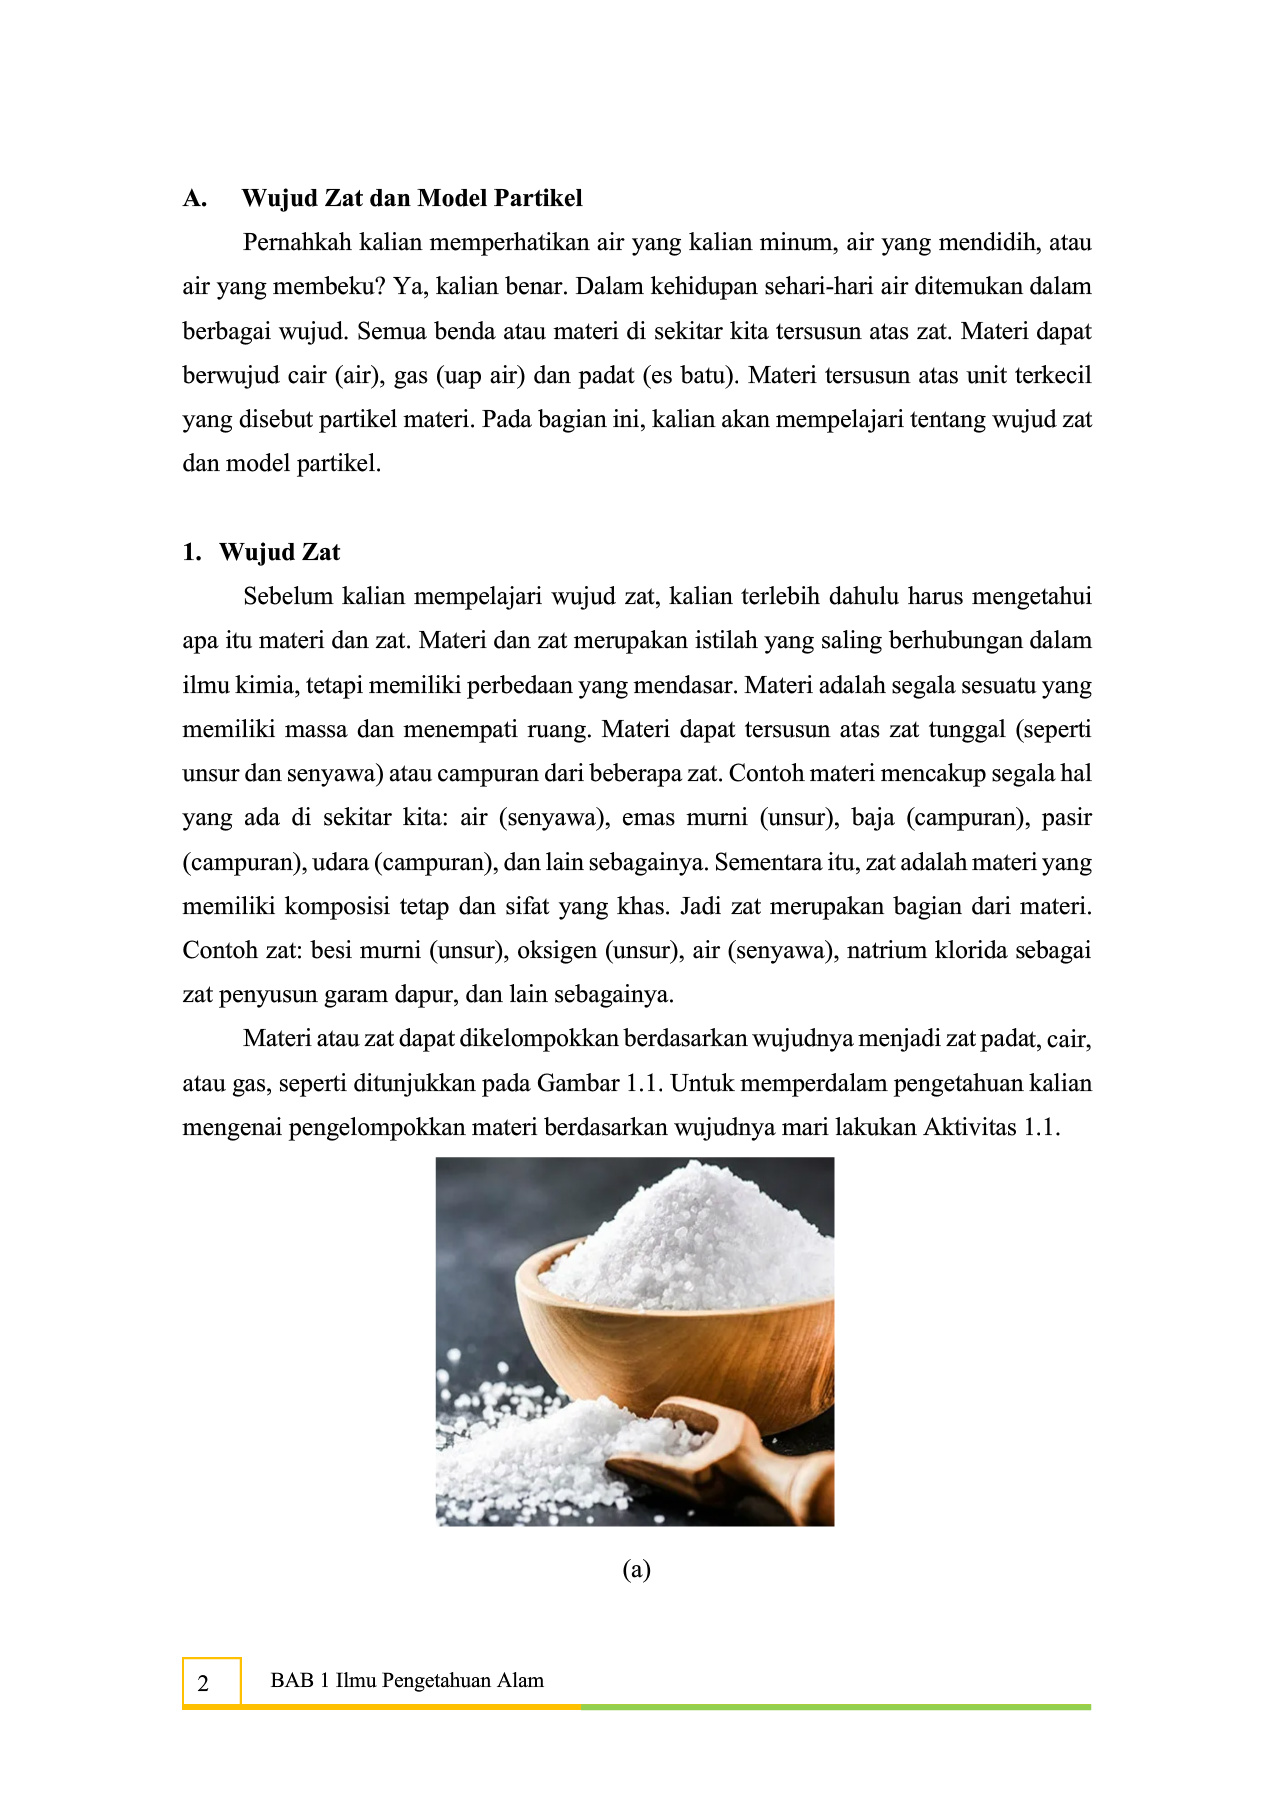 A. Wujud Zat dan Model Partikel
Pernahkah kalian memperhatikan air yang kalian minum, air yang mendidih, atau
air yang membeku? Ya, kalian benar. Dalam kehidupan sehari-hari air ditemukan dalam
berbagai wujud. Semua benda atau materi di sekitar kita tersusun atas zat. Materi dapat
berwujud cair (air), gas (uap air) dan padat (es batu). Materi tersusun atas unit terkecil
yang disebut partikel materi. Pada bagian ini, kalian akan mempelajari tentang wujud zat
dan model partikel.
1. Wujud Zat
Sebelum kalian mempelajari wujud zat, kalian terlebih dahulu harus mengetahui
apa itu materi dan zat. Materi dan zat merupakan istilah yang saling berhubungan dalam
ilmu kimia, tetapi memiliki perbedaan yang mendasar. Materi adalah segala sesuatu yang
memiliki massa dan menempati ruang. Materi dapat tersusun atas zat tunggal (seperti
unsur dan senyawa) atau campuran dari beberapa zat. Contoh materi mencakup segala hal
yang ada di sekitar kita: air (senyawa), emas murni (unsur), baja (campuran), pasir
(campuran), udara (campuran), dan lain sebagainya. Sementara itu, zat adalah materi yang
memiliki komposisi tetap dan sifat yang khas. Jadi zat merupakan bagian dari materi.
Contoh zat: besi murni (unsur), oksigen (unsur), air (senyawa), natrium klorida sebagai
zat penyusun garam dapur, dan lain sebagainya.
Materi atau zat dapat dikelompokkan berdasarkan wujudnya menjadi zat padat, cair,
atau gas, seperti ditunjukkan pada Gambar 1.1. Untuk memperdalam pengetahuan kalian
mengenai pengelompokkan materi berdasarkan wujudnya mari lakukan Aktivitas 1.1.
(a)
2 BAB 1 Ilmu Pengetahuan Alam